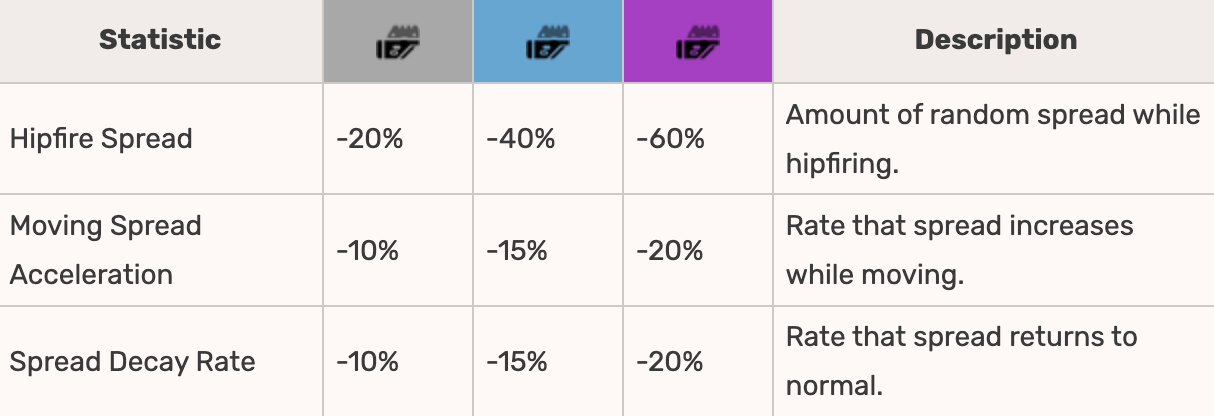 Statistic
Description
Hipfire Spread
-20%
-40%
-60%
Amount of random spread while
hipfiring.
Moving Spread
Acceleration
-10%
-15%
-20%
Rate that spread increases
while moving.
Spread Decay Rate
-10%
-15%
-20%
Rate that spread returns to
normal.